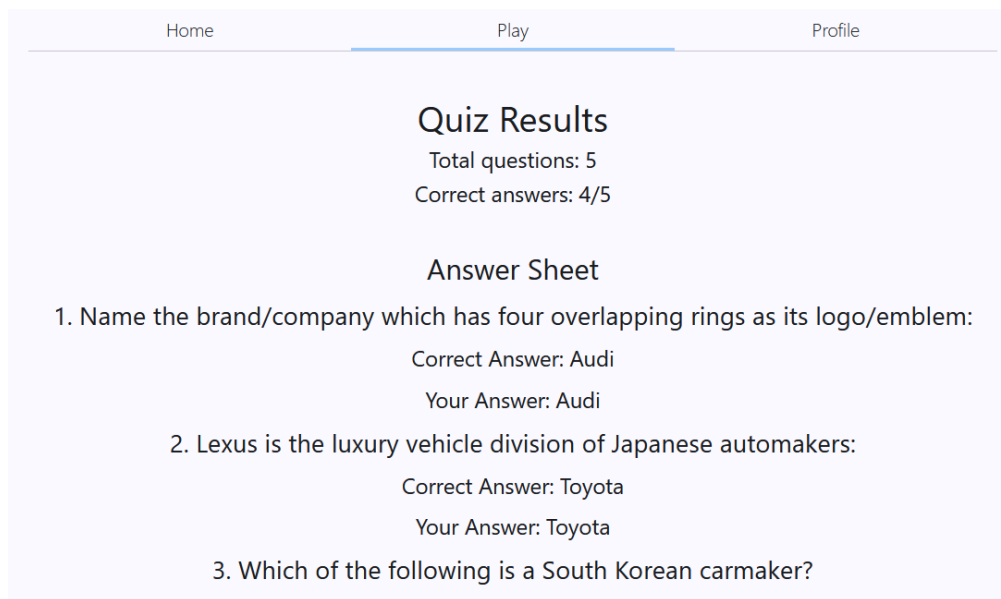 Home
Play
Profile
Quiz Results
Total questions: 5
Correct answers: 4/5
Answer Sheet
1. Name the brand/company which has four overlapping rings as its logo/emblem:
Correct Answer: Audi
Your Answer: Audi
2. Lexus is the luxury vehicle division of Japanese automakers:
Correct Answer: Toyota
Your Answer: Toyota
3. Which of the following is a South Korean carmaker?